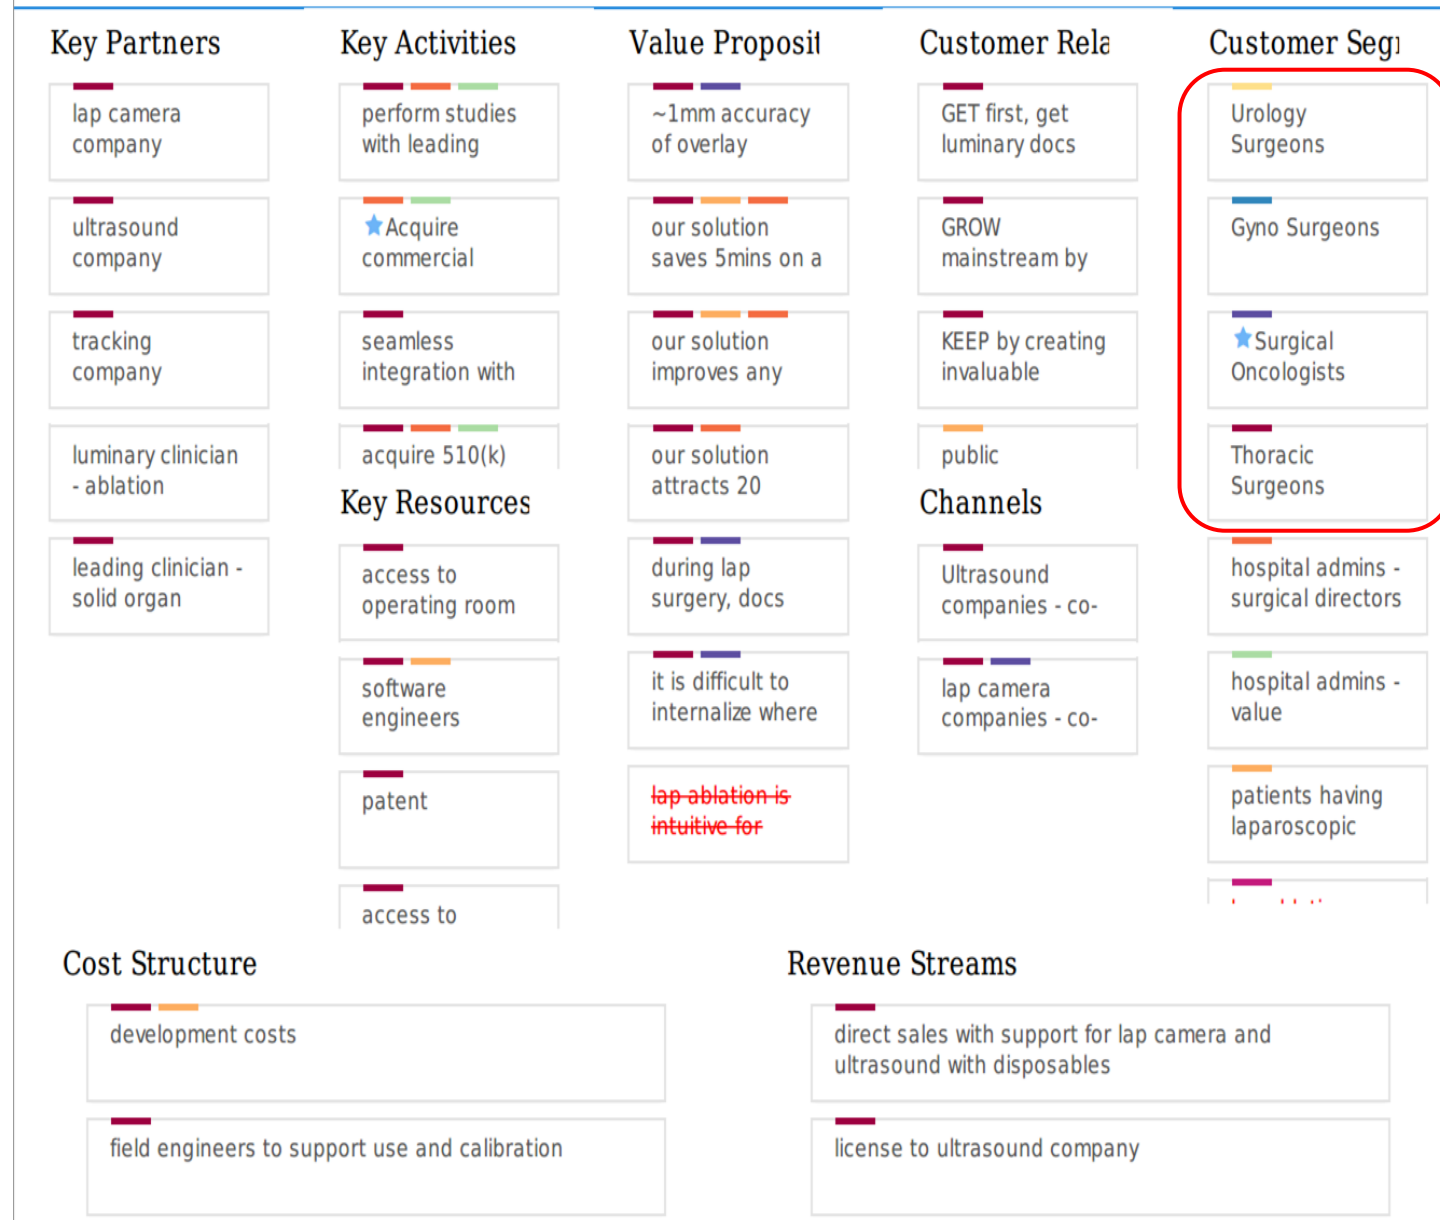 Key Partners
lap camera
company
ultrasound
company
tracking
company
luminary clinician
- ablation
leading clinician -
solid organ
Key Activities
perform studies
with leading
Acquire
commercial
seamless
integration with
acquire 510(k)
Key Resources
access to
operating room
software
engineers
patent
access to
Value Proposit
~1mm accuracy
of overlay
our solution
saves 5mins on a
our solution
improves any
our solution
attracts 20
during lap
surgery, docs
it is difficult to
internalize where
lap ablation is
intuitive for
Customer Rela
GET first, get
luminary docs
GROW
mainstream by
KEEP by creating
invaluable
public
Channels
Ultrasound
companies - co-
lap camera
companies - co-
Customer Seg
Urology
Surgeons
Gyno Surgeons
Surgical
Oncologists
Thoracic
Surgeons
hospital admins -
surgical directors
hospital admins -
value
patients having
laparoscopic
Cost Structure
development costs
field engineers to support use and calibration
Revenue Streams
direct sales with support for lap camera and
ultrasound with disposables
license to ultrasound company